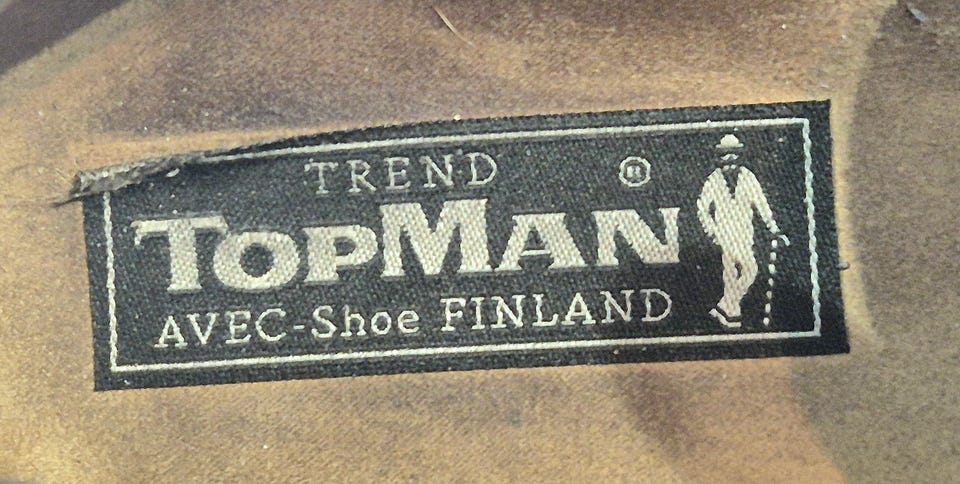 TREND ®
TOPMAN
AVEC-Shoe FINLAND